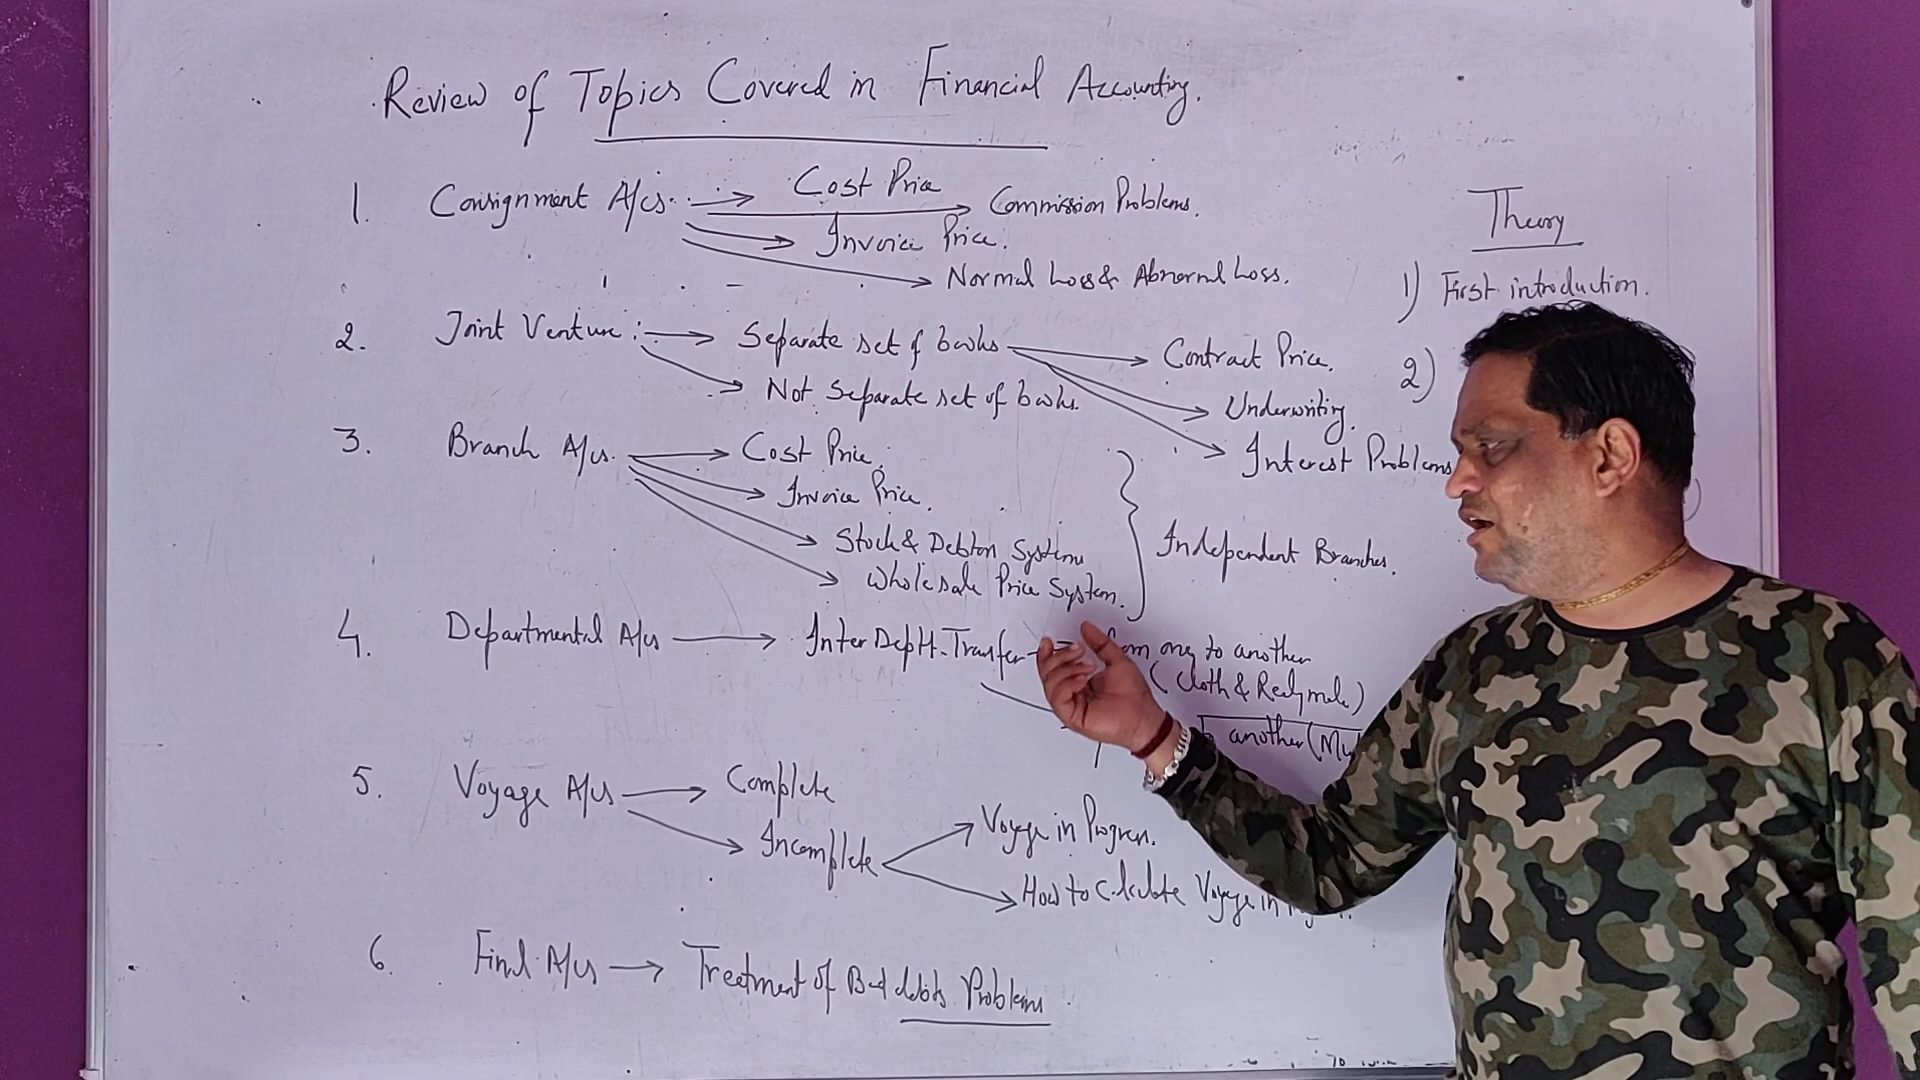 Review of Topics Covered in Financial Accounting.
1. Consignment A/cs. → Cost Price
→ Commission Problems.
→ Invoice Price.
→ Normal Loss & Abnormal Loss.
2. Joint Venture: → Separate set of books → Contract Price.
→ Underwriting.
→ Interest Problems
→ Not Separate set of books.
3. Branch A/cs. → Cost Price.
→ Invoice Price.
→ Stock & Debtors System
→ Wholesale Price System.
} Independent Branches.
4. Departmental A/cs → Inter Deptt. Transfer → from one to another
(Cloth & Readymade)
another
5. Voyage A/cs → Complete
→ Incomplete → Voyage in Progress.
→ How to Calculate Voyage in
6. Final A/cs → Treatment of Bad debts Problems
Theory
1) First introduction.
2)